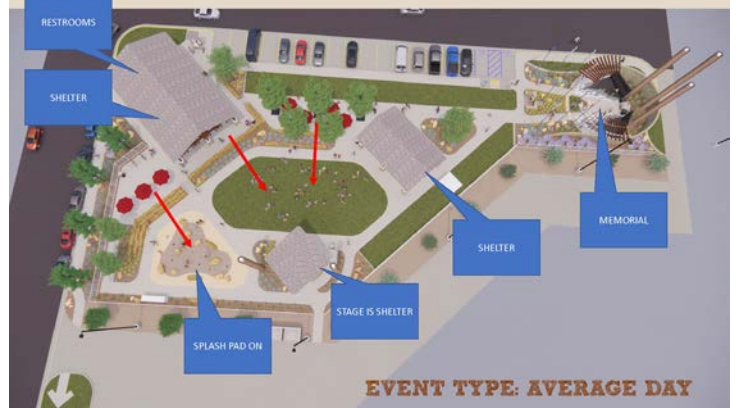 RESTROOMS
SHELTER
MEMORIAL
SHELTER
STAGE IS SHELTER
SPLASH PAD ON
EVENT TYPE: AVERAGE DAY